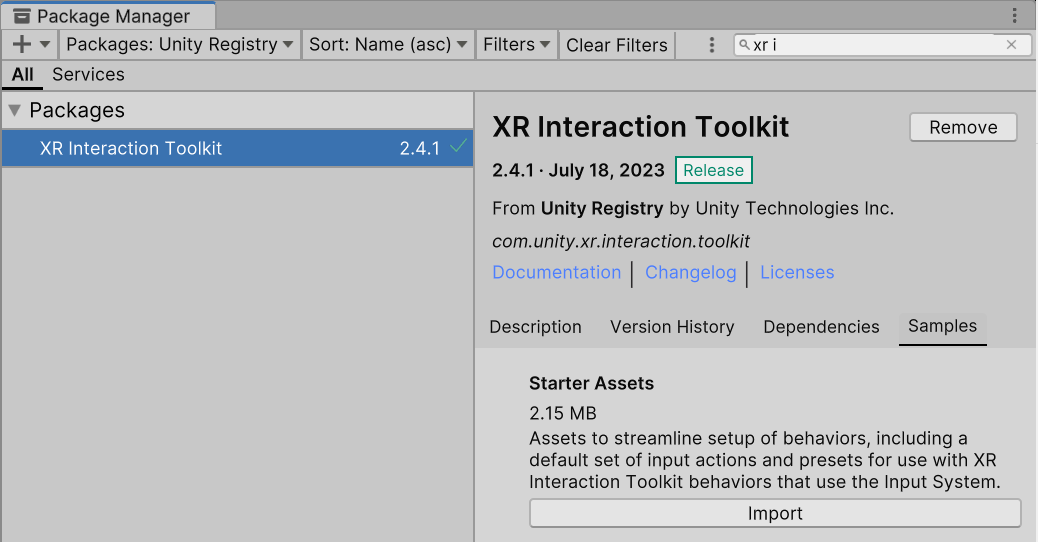 Package Manager
Packages: Unity Registry Sort: Name (asc) Filters Clear Filters xr i
All Services
Packages
XR Interaction Toolkit 2.4.1
XR Interaction Toolkit Remove
2.4.1 · July 18, 2023 Release
From Unity Registry by Unity Technologies Inc.
com.unity.xr.interaction.toolkit
Documentation | Changelog | Licenses
Description Version History Dependencies Samples
Starter Assets
2.15 MB
Assets to streamline setup of behaviors, including a
default set of input actions and presets for use with XR
Interaction Toolkit behaviors that use the Input System.
Import